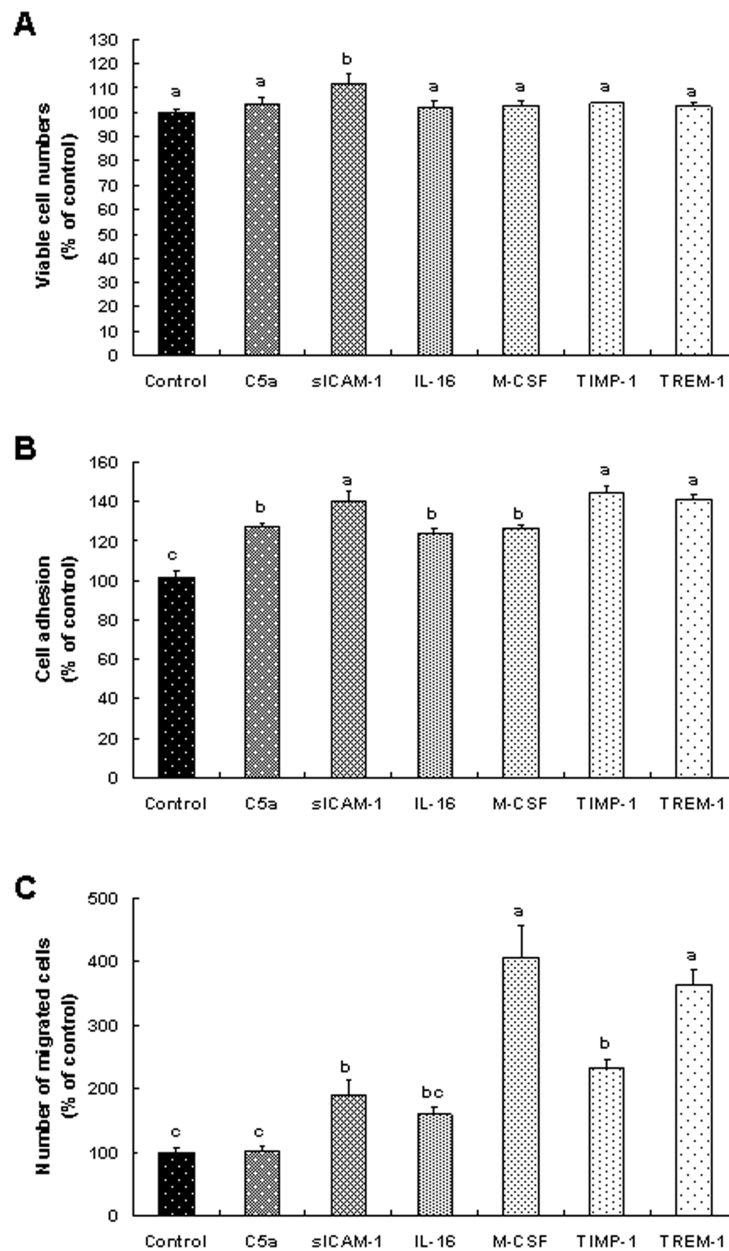 A
Viable cell numbers
(% of control)
130
120
110
100
90
80
70
60
50
40
30
20
10
0
a
a
b
a
a
a
a
Control C5a sICAM-1 IL-16 M-CSF TIMP-1 TREM-1
B
Cell adhesion
(% of control)
160
140
120
100
80
60
40
20
0
c
b
a
b
b
a
a
Control C5a sICAM-1 IL-16 M-CSF TIMP-1 TREM-1
C
Number of migrated cells
(% of control)
500
400
300
200
100
0
c
c
b
bc
a
b
a
Control C5a sICAM-1 IL-16 M-CSF TIMP-1 TREM-1